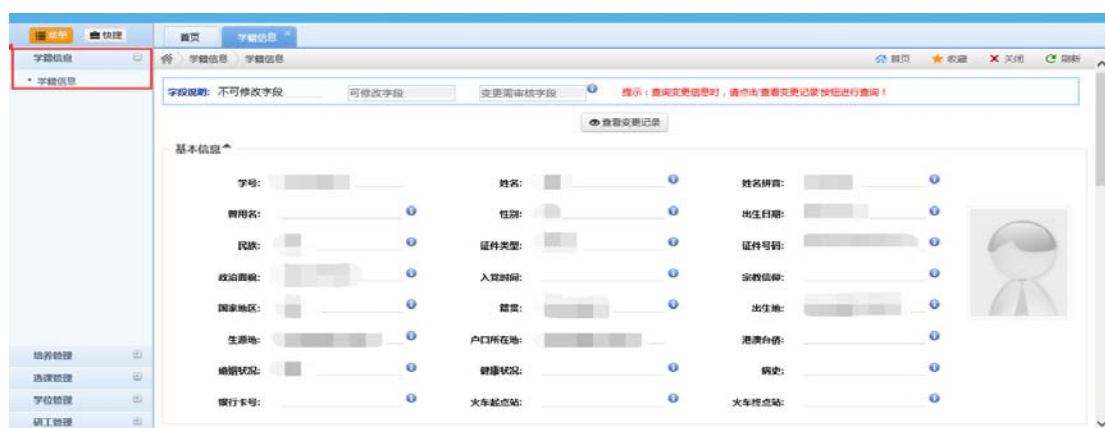 菜单 快捷 首页 学籍信息
学籍信息 学籍信息 学籍信息 首页 收藏 关闭 刷新
学籍信息
字段说明: 不可修改字段 可修改字段 变更需审核字段 提示：查询变更信息时，请点击'查看变更记录'按钮进行查询！
查看变更记录
基本信息
学号: 姓名: 姓名拼音:
曾用名: 性别: 出生日期:
民族: 证件类型: 证件号码:
政治面貌: 入党时间: 宗教信仰:
国家地区: 籍贯: 出生地:
生源地: 户口所在地: 港澳台侨:
培养管理
婚姻状况: 健康状况: 病史:
选课管理
学位管理
银行卡号: 火车起点站: 火车终点站:
研工管理